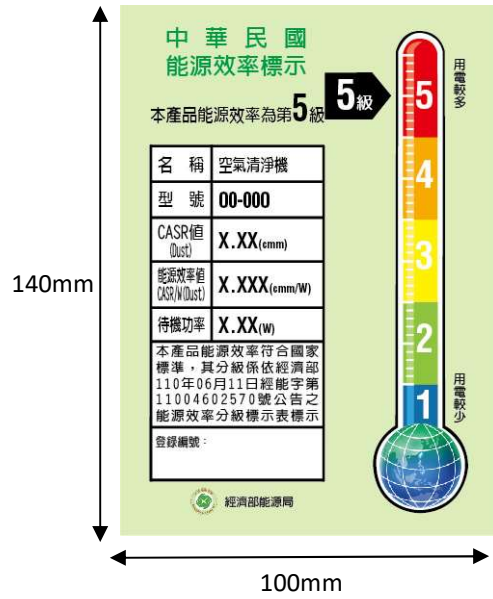 中華民國
能源效率標示
本產品能源效率為第5級
5級
名稱 空氣清淨機
型號 00-000
CASR值(Dust) X.XX(cmm)
能源效率值CASR/W(Dust) X.XXX(cmm/W)
待機功率 X.XX(W)
本產品能源效率符合國家
標準，其分級係依經濟部
110年06月11日經能字第
11004602570號公告之
能源效率分級標示表標示
登錄編號：
經濟部能源局
用電較多
5
4
3
2
1
用電較少
140mm
100mm